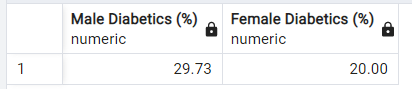 Male Diabetics (%) Female Diabetics (%)
numeric numeric
1 29.73 20.00